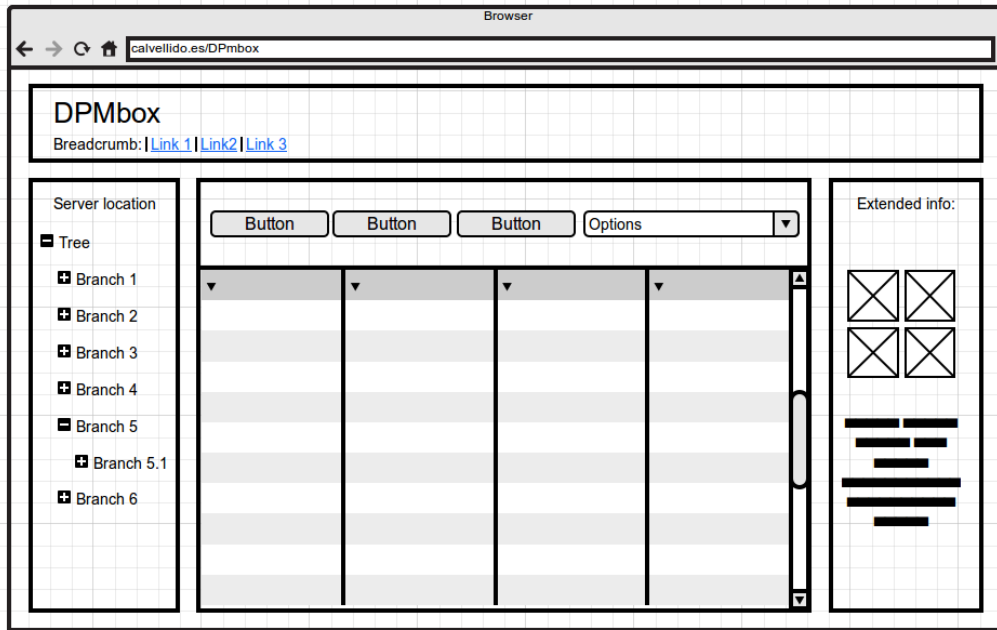 Browser
calvellido.es/DPmbox
DPMbox
Breadcrumb: Link 1 Link2 Link 3
Server location
Tree
Branch 1
Branch 2
Branch 3
Branch 4
Branch 5
Branch 5.1
Branch 6
Button Button Button Options
Extended info: